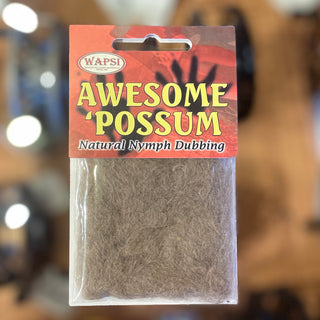 WAPSI
AWESOME
'POSSUM
Natural Nymph Dubbing